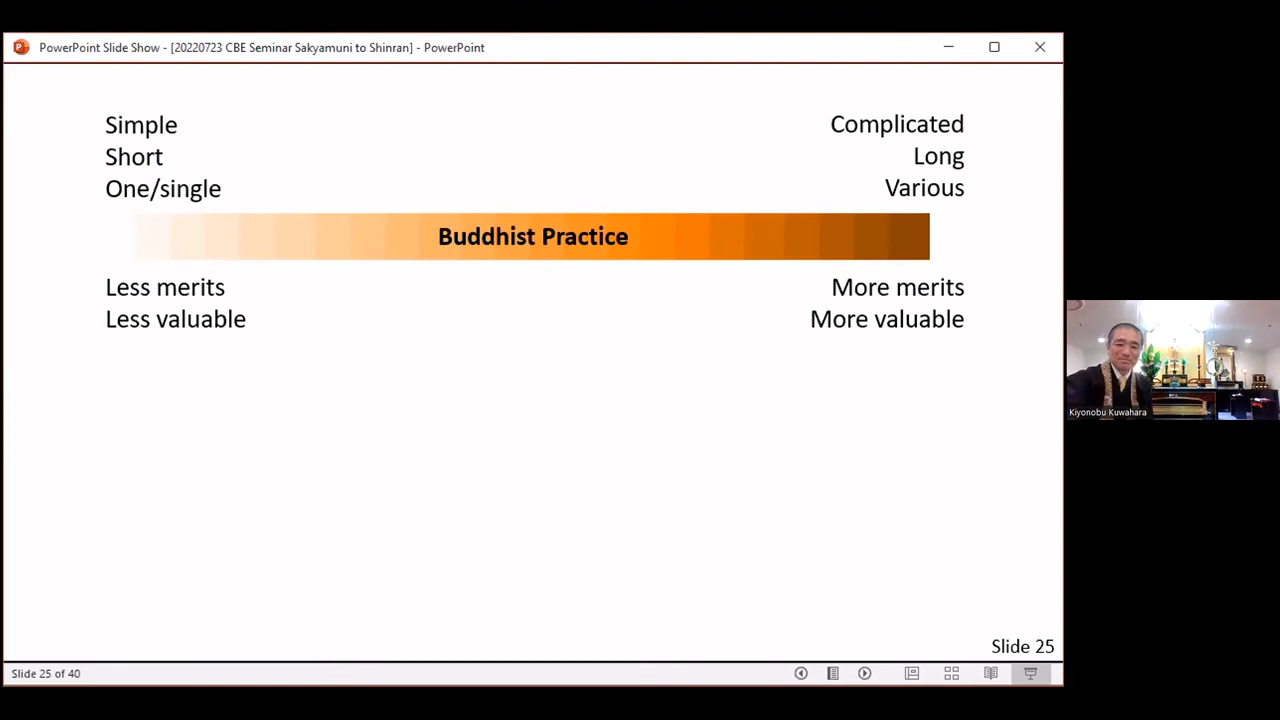 PowerPoint Slide Show - [20220723 CBE Seminar Sakyamuni to Shinran] - PowerPoint
Simple
Short
One/single
Complicated
Long
Various
Buddhist Practice
Less merits
Less valuable
More merits
More valuable
Kiyonobu Kuwahara
Slide 25
Slide 25 of 40